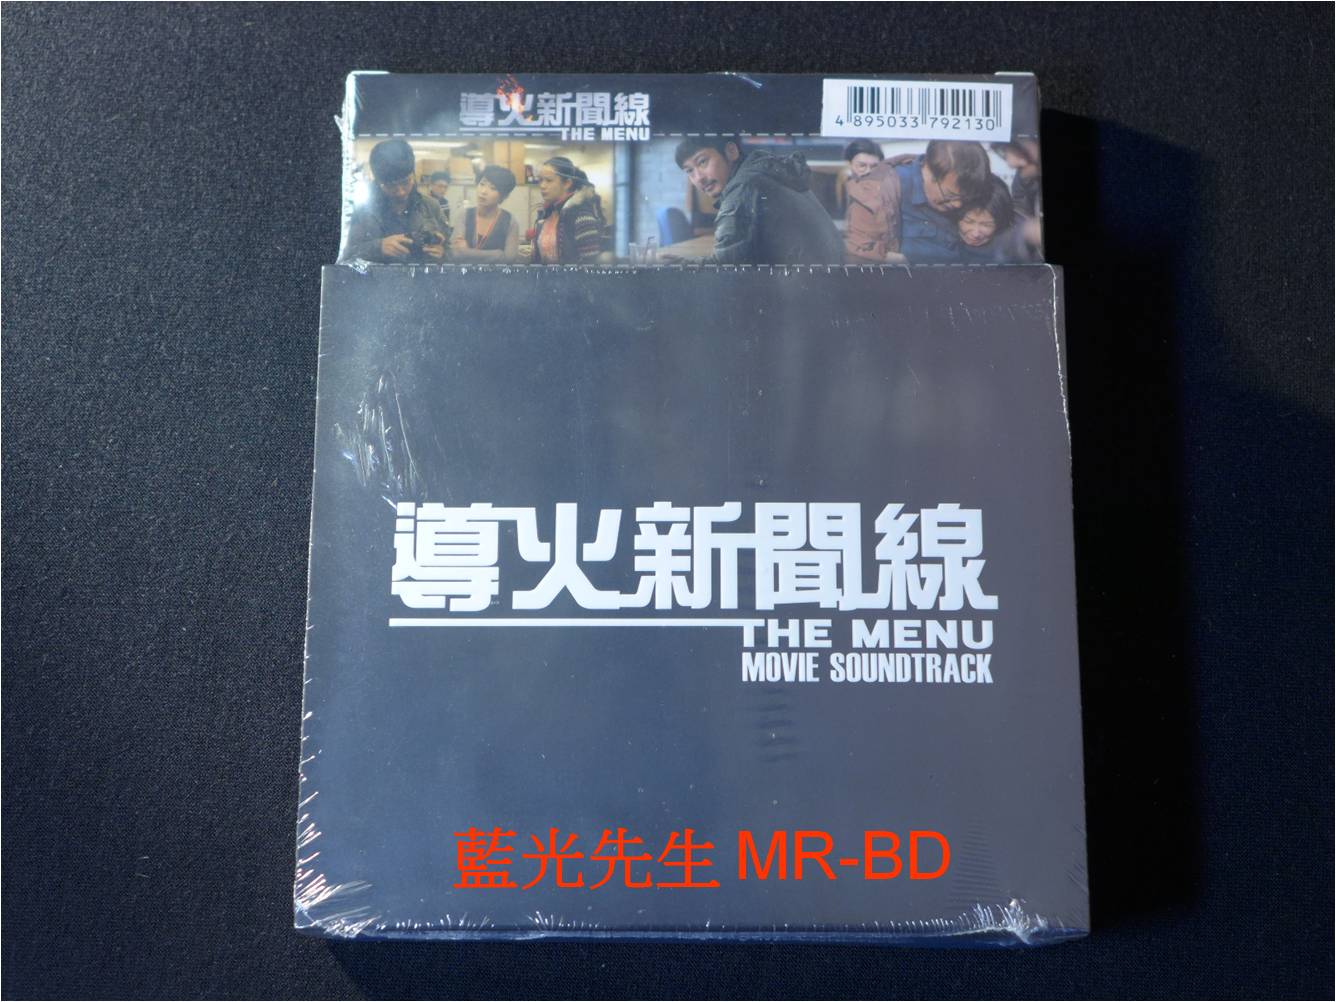 導火新聞線
THE MENU
4 895033 792130
導火新聞線
THE MENU
MOVIE SOUNDTRACK
藍光先生 MR-BD